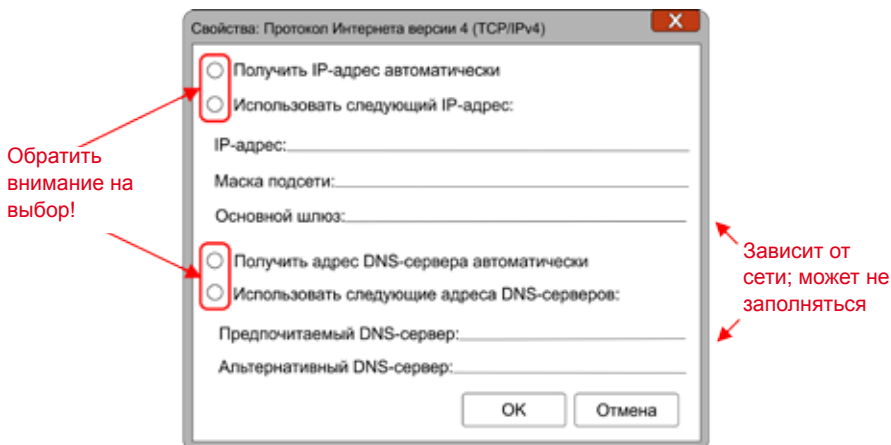 Свойства: Протокол Интернета версии 4 (TCP/IPv4)
X
Получить IP-адрес автоматически
Использовать следующий IP-адрес:
IP-адрес:
Маска подсети:
Основной шлюз:
Получить адрес DNS-сервера автоматически
Использовать следующие адреса DNS-серверов:
Предпочитаемый DNS-сервер:
Альтернативный DNS-сервер:
OK
Отмена
Обратить
внимание на
выбор!
Зависит от
сети; может не
заполняться